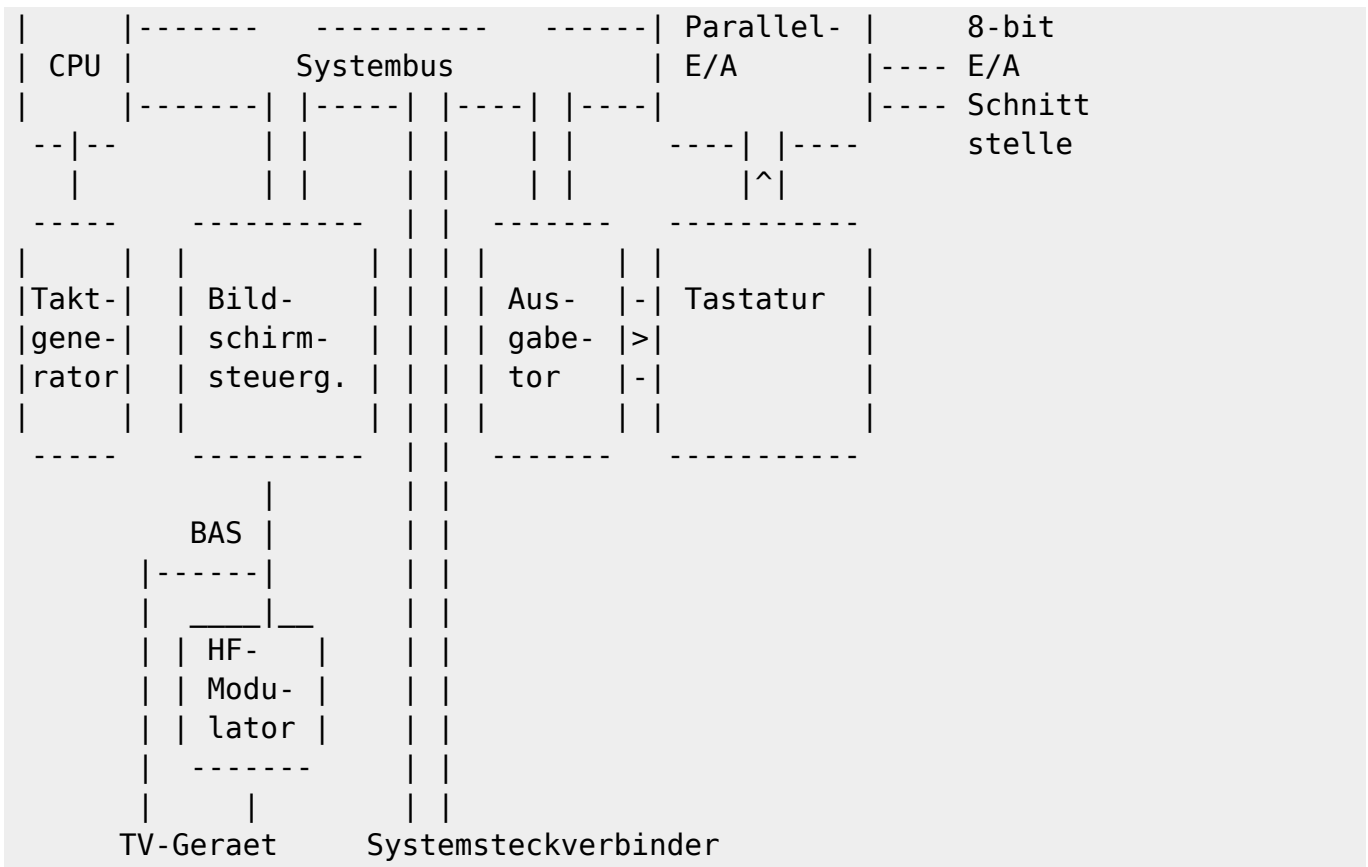 Parallel- 8-bit
CPU Systembus E/A E/A
Schnitt
stelle
Takt- Bild- Aus- Tastatur
gene- schirm- gabe-
rator steuerg. tor
BAS
HF-
Modu-
lator
TV-Geraet Systemsteckverbinder